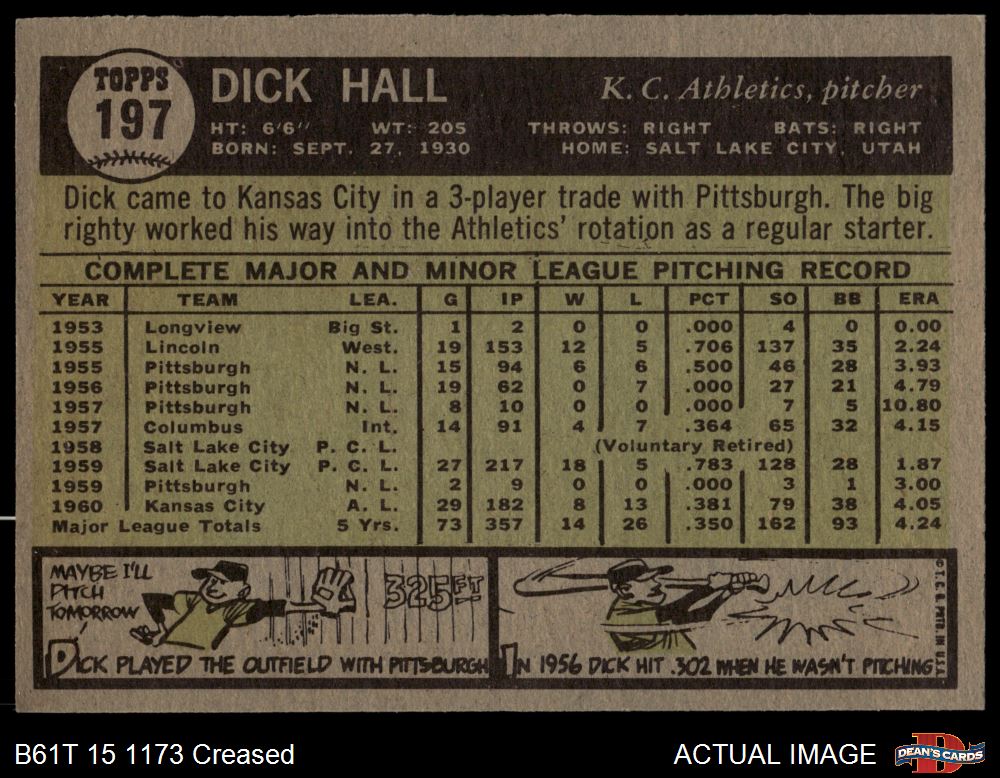 TOPPS
197
DICK HALL
K. C. Athletics, pitcher
HT: 6'6" WT: 205 THROWS: RIGHT BATS: RIGHT
BORN: SEPT. 27, 1930 HOME: SALT LAKE CITY, UTAH
Dick came to Kansas City in a 3-player trade with Pittsburgh. The big
righty worked his way into the Athletics' rotation as a regular starter.
COMPLETE MAJOR AND MINOR LEAGUE PITCHING RECORD
YEAR TEAM LEA. G IP W L PCT SO BB ERA
1953 Longview Big St. 1 2 0 0 .000 4 0 0.00
1955 Lincoln West. 19 153 12 5 .706 137 35 2.24
1955 Pittsburgh N. L. 15 94 6 6 .500 46 28 3.93
1956 Pittsburgh N. L. 19 62 0 7 .000 27 21 4.79
1957 Pittsburgh N. L. 8 10 0 0 .000 7 5 10.80
1957 Columbus Int. 14 91 4 7 .364 65 32 4.15
1958 Salt Lake City P. C. L. (Voluntary Retired)
1959 Salt Lake City P. C. L. 27 217 18 5 .783 128 28 1.87
1959 Pittsburgh N. L. 2 9 0 0 .000 3 1 3.00
1960 Kansas City A. L. 29 182 8 13 .381 79 38 4.05
Major League Totals 5 Yrs. 73 357 14 26 .350 162 93 4.24
MAYBE I'LL
PITCH
TOMORROW
325 FT
DICK PLAYED THE OUTFIELD WITH PITTSBURGH
IN 1956 DICK HIT .302 WHEN HE WASN'T PITCHING
© T. C. G. PRTD. IN U.S.A.
B61T 15 1173 Creased
ACTUAL IMAGE
DEAN'S CARDS